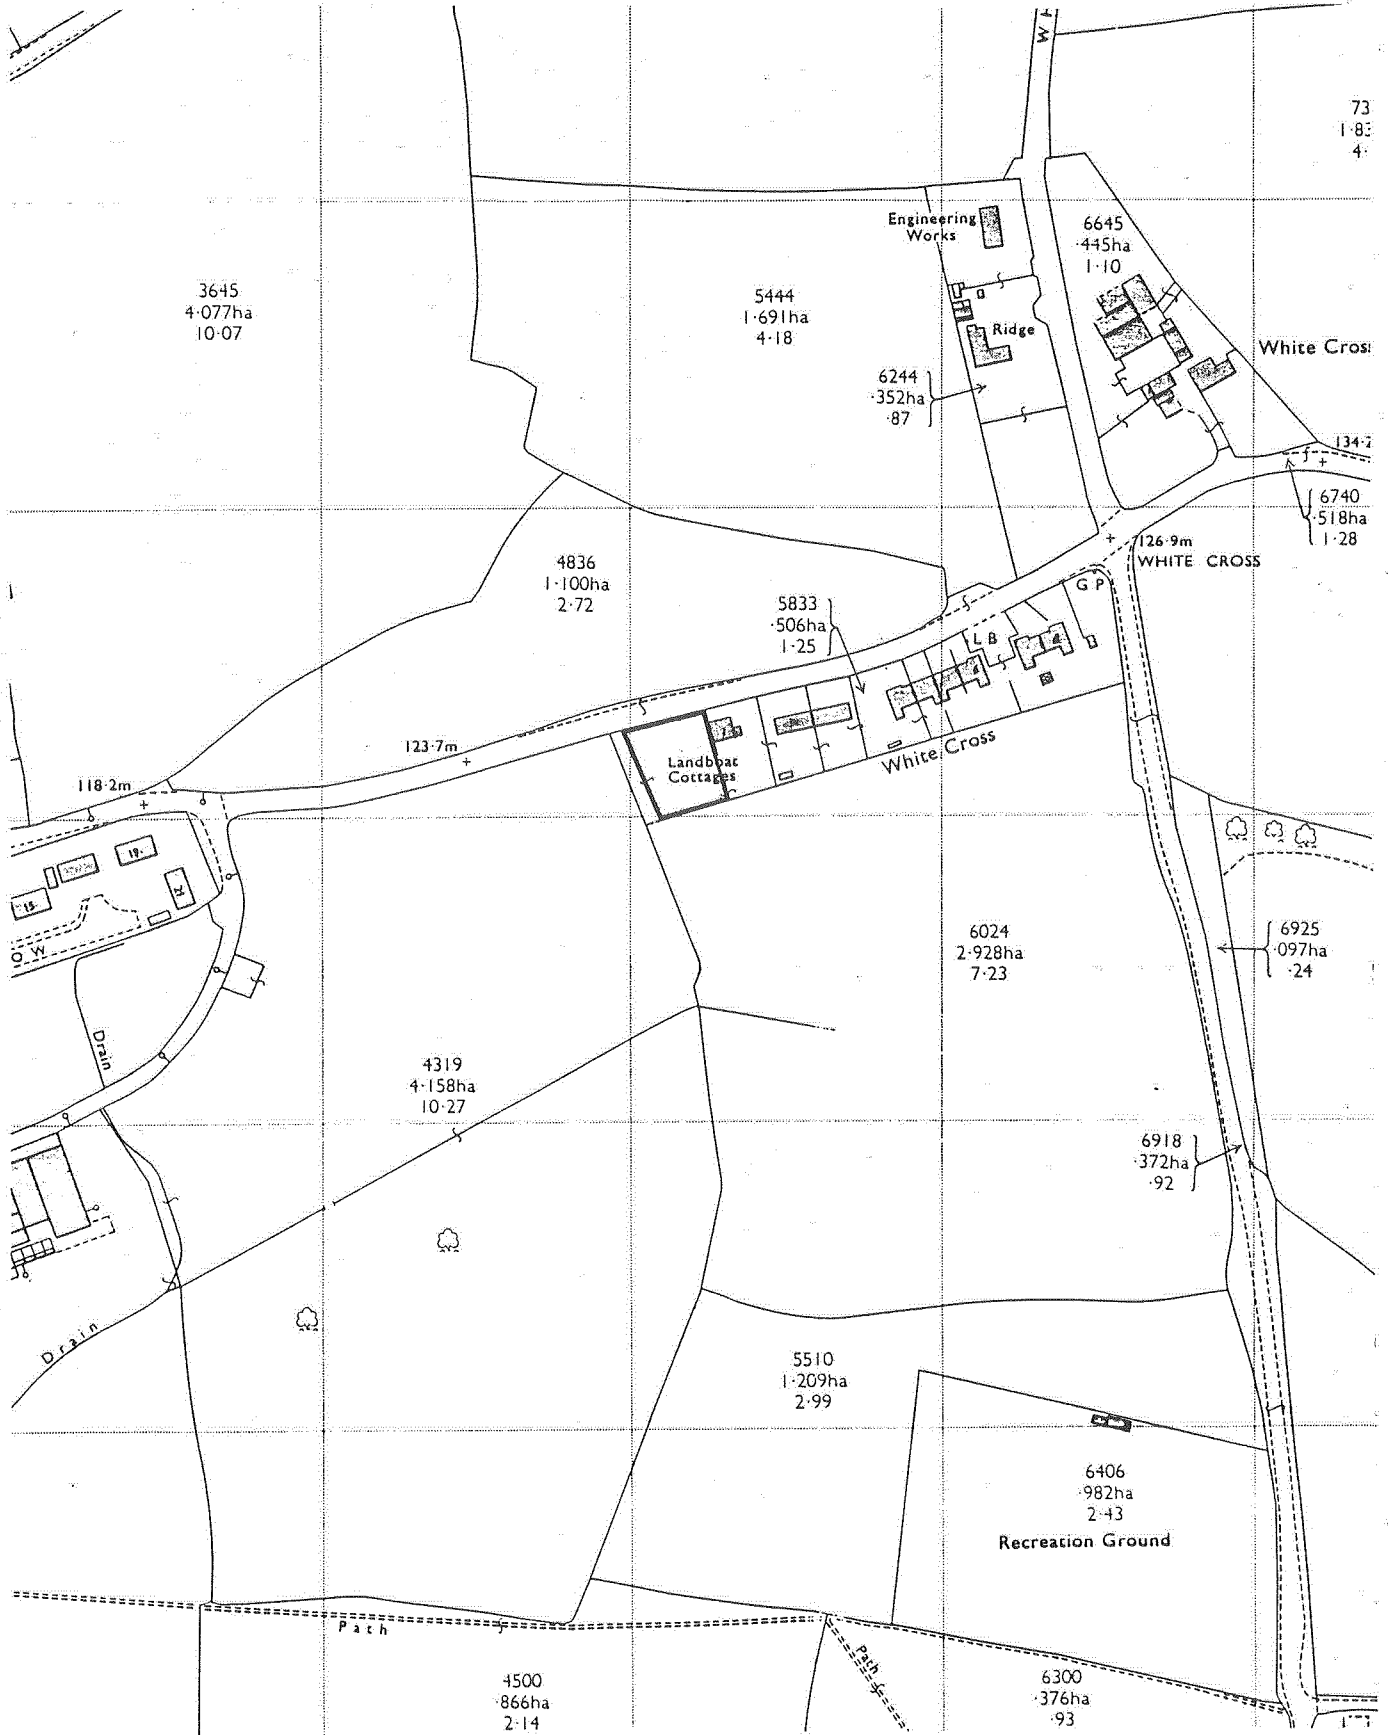 W H
73
1·83
4·
Engineering
Works
6645
·445ha
1·10
3645
4·077ha
10·07
5444
1·691ha
4·18
Ridge
White Cross
6244
·352ha
·87
134·2
6740
·518ha
1·28
126·9m
WHITE CROSS
4836
1·100ha
2·72
G P
5833
·506ha
1·25
L B
123·7m
White Cross
Landboat
Cottages
118·2m
19
21
15
O W
6024
2·928ha
7·23
6925
·097ha
·24
Drain
4319
4·158ha
10·27
6918
·372ha
·92
Drain
5510
1·209ha
2·99
6406
·982ha
2·43
Recreation Ground
Path
Path
4500
·866ha
2·14
6300
·376ha
·93